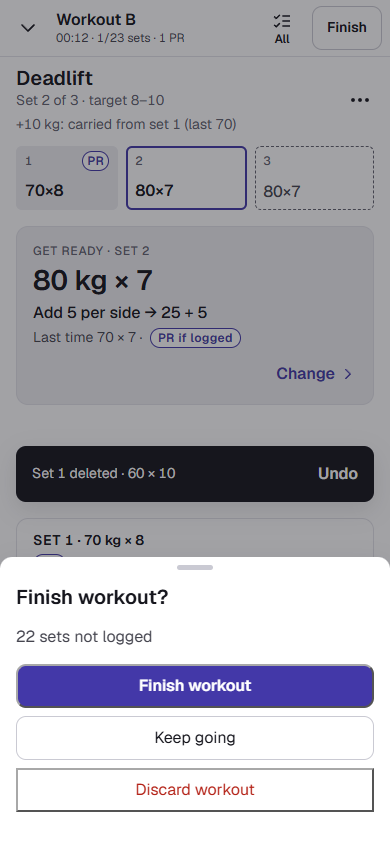 Workout B
00:12 · 1/23 sets · 1 PR
All
Finish
Deadlift
Set 2 of 3 · target 8–10
+10 kg: carried from set 1 (last 70)
1
PR
70×8
2
80×7
3
80×7
GET READY · SET 2
80 kg × 7
Add 5 per side → 25 + 5
Last time 70 × 7 · PR if logged
Change
Set 1 deleted · 60 × 10
Undo
SET 1 · 70 kg × 8
Finish workout?
22 sets not logged
Finish workout
Keep going
Discard workout